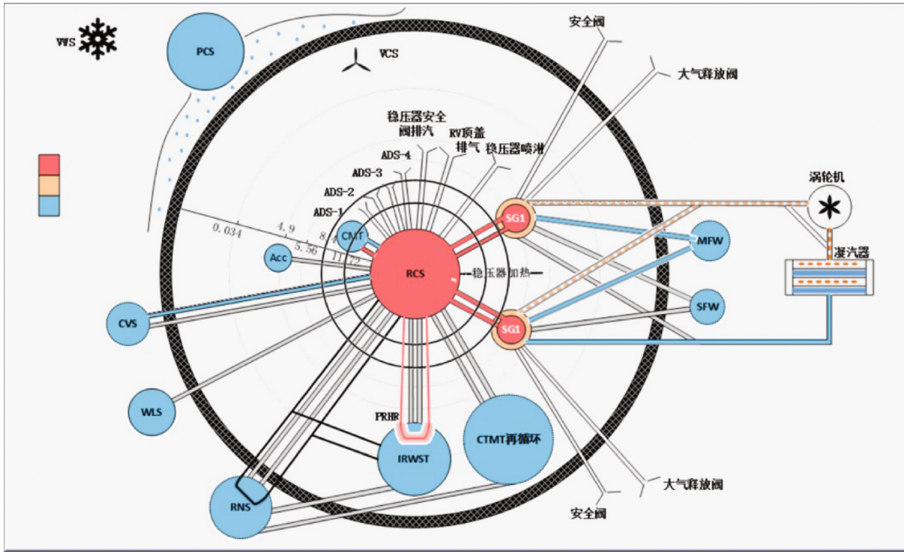 安全阀
VWS
PCS
VCS
大气释放阀
稳压器安全
阀排汽
RV顶盖
排气
稳压器喷淋
ADS-4
ADS-3
ADS-2
ADS-1
涡轮机
SG1
CMT
MFW
0.034
4.9
5.56
8.4
Acc
RCS
稳压器加热
凝汽器
CVS
SFW
SG1
WLS
PRHR
CTMT再循环
IRWST
RNS
大气释放阀
安全阀